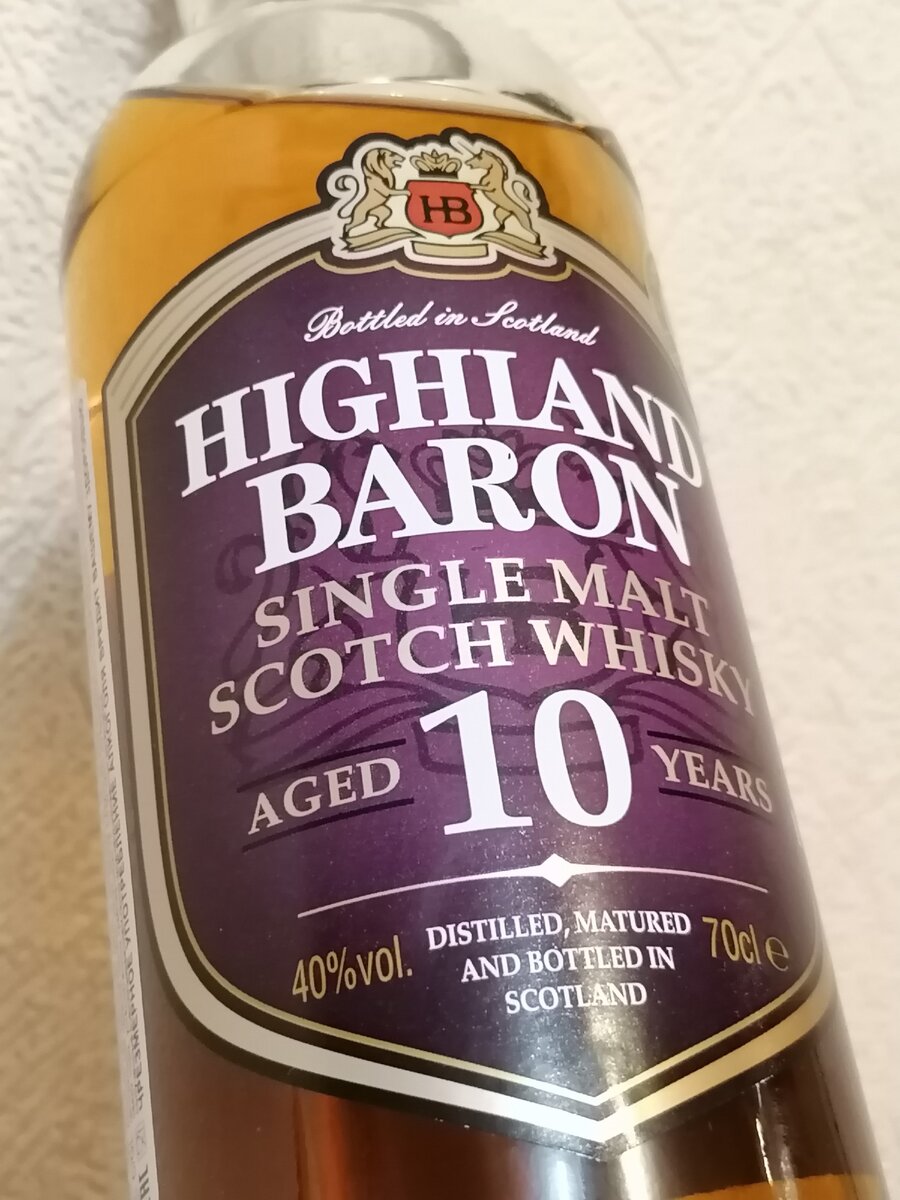 HB
Bottled in Scotland
HIGHLAND
BARON
SINGLE MALT
SCOTCH WHISKY
AGED 10 YEARS
40%vol.
DISTILLED, MATURED
AND BOTTLED IN
SCOTLAND
70cl e